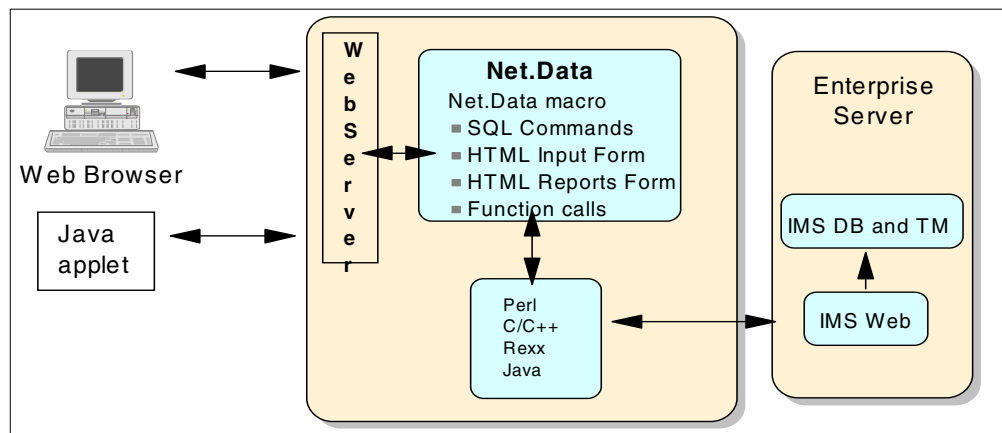 Web Browser
Java
applet
WebServer
Net.Data
Net.Data macro
SQL Commands
HTML Input Form
HTML Reports Form
Function calls
Perl
C/C++
Rexx
Java
Enterprise
Server
IMS DB and TM
IMS Web